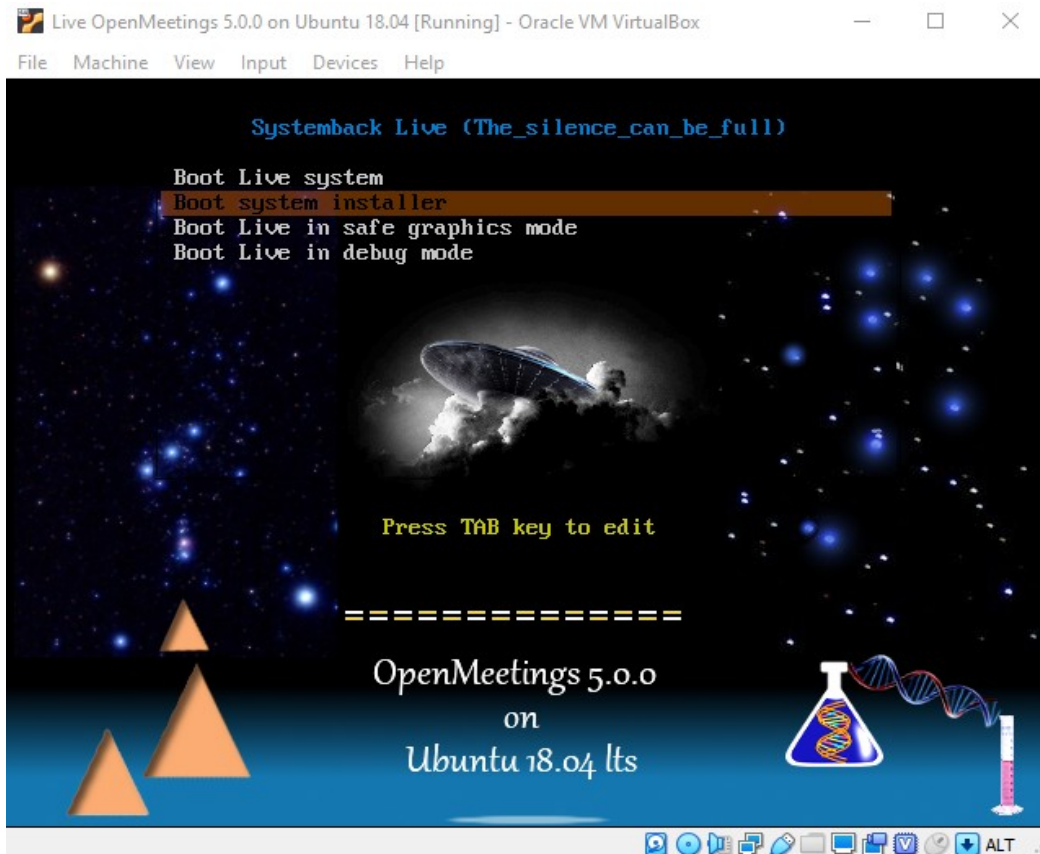 Live OpenMeetings 5.0.0 on Ubuntu 18.04 [Running] - Oracle VM VirtualBox
File Machine View Input Devices Help
Systemback Live (The_silence_can_be_full)
Boot Live system
Boot system installer
Boot Live in safe graphics mode
Boot Live in debug mode
Press TAB key to edit
==============
OpenMeetings 5.0.0
on
Ubuntu 18.04 lts
ALT